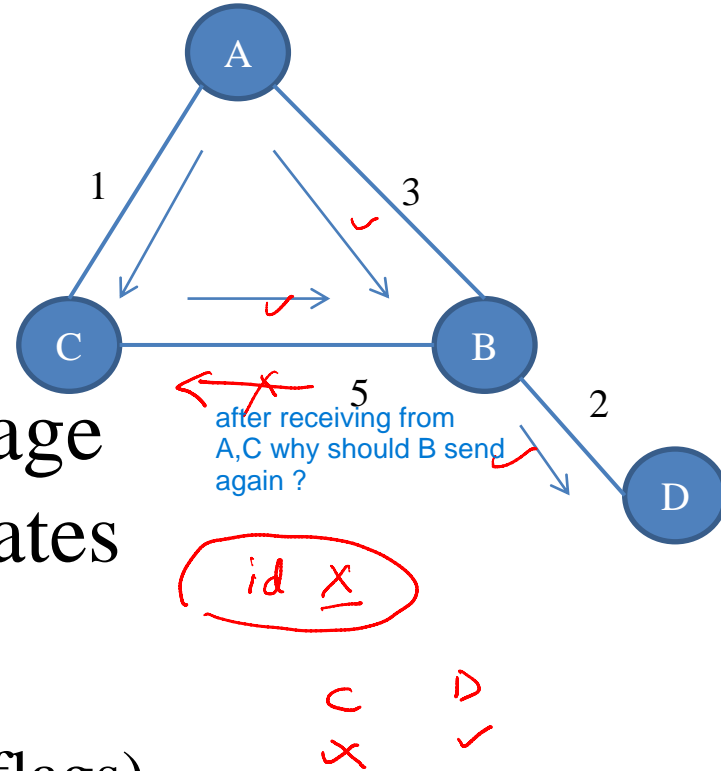 A
1
3
C
B
5
2
after receiving from
A,C why should B send
again ?
age
D
ates
id X
C D
flags)